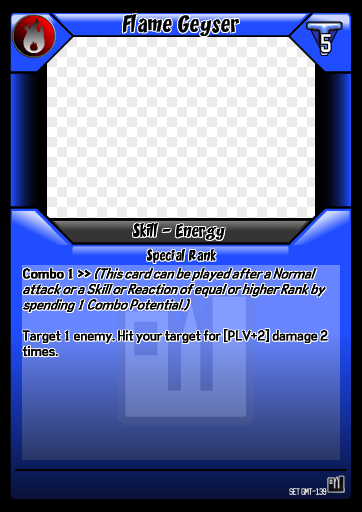 Flame Geyser
5
Skill - Energy
Special Rank
Combo 1 >> (This card can be played after a Normal
attack or a Skill or Reaction of equal or higher Rank by
spending 1 Combo Potential.)
Target 1 enemy. Hit your target for [PLV+2] damage 2
times.
SET GMT-139